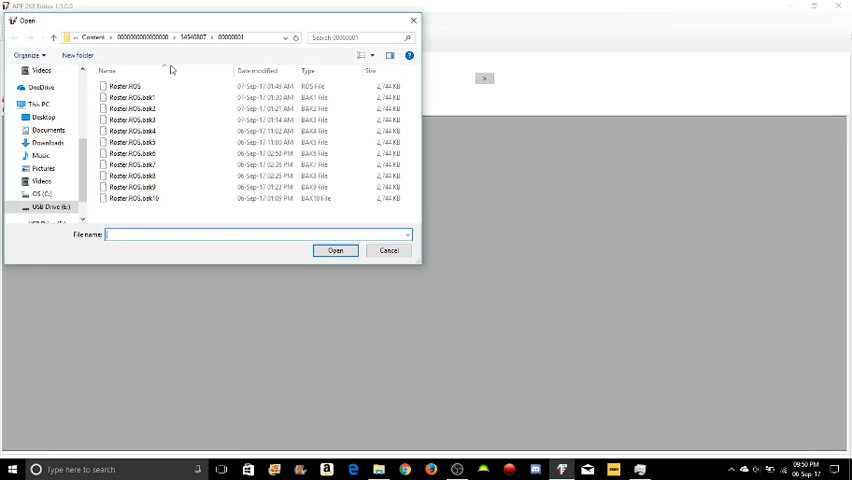 APF 2K8 Editor 1.5.0.0
Open
Content 0000000000000000 54540807 00000001
Search 00000001
Organize New folder
Name Date modified Type Size
Videos
OneDrive
This PC
Desktop
Documents
Downloads
Music
Pictures
Videos
OS (C:)
USB Drive (E:)
Roster.ROS 07-Sep-17 01:49 AM ROS File 2,744 KB
Roster.ROS.bak1 07-Sep-17 01:30 AM BAK1 File 2,744 KB
Roster.ROS.bak2 07-Sep-17 01:21 AM BAK2 File 2,744 KB
Roster.ROS.bak3 07-Sep-17 01:14 AM BAK3 File 2,744 KB
Roster.ROS.bak4 06-Sep-17 11:02 AM BAK4 File 2,744 KB
Roster.ROS.bak5 06-Sep-17 11:00 AM BAK5 File 2,744 KB
Roster.ROS.bak6 06-Sep-17 02:58 PM BAK6 File 2,744 KB
Roster.ROS.bak7 06-Sep-17 02:36 PM BAK7 File 2,744 KB
Roster.ROS.bak8 06-Sep-17 02:25 PM BAK8 File 2,744 KB
Roster.ROS.bak9 06-Sep-17 01:23 PM BAK9 File 2,744 KB
Roster.ROS.bak10 06-Sep-17 01:09 PM BAK10 File 2,744 KB
File name:
Open Cancel
>
Type here to search
09:50 PM
06-Sep-17